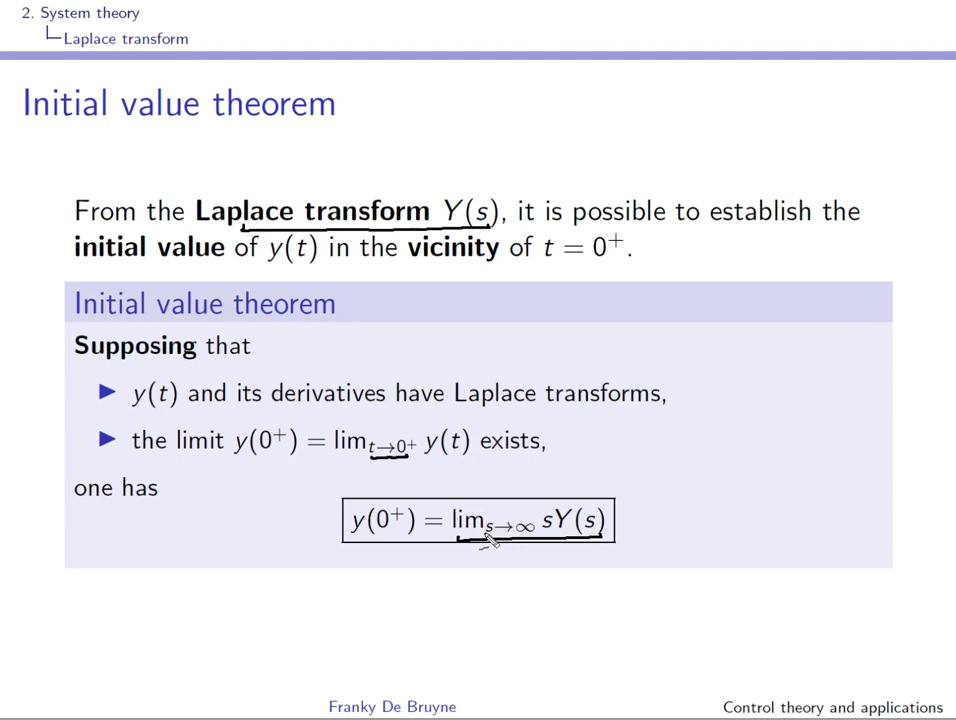 2. System theory
Laplace transform
Initial value theorem
From the Laplace transform Y(s), it is possible to establish the
initial value of y(t) in the vicinity of t = 0⁺.
Initial value theorem
Supposing that
▶ y(t) and its derivatives have Laplace transforms,
▶ the limit y(0⁺) = lim_{t→0⁺} y(t) exists,
one has
y(0⁺) = lim_{s→∞} sY(s)
Franky De Bruyne Control theory and applications